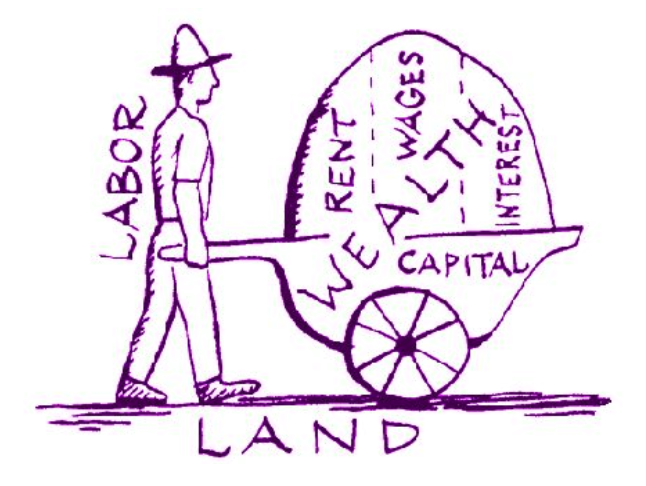 LABOR
RENT
WAGES
INTEREST
WEALTH
CAPITAL
LAND